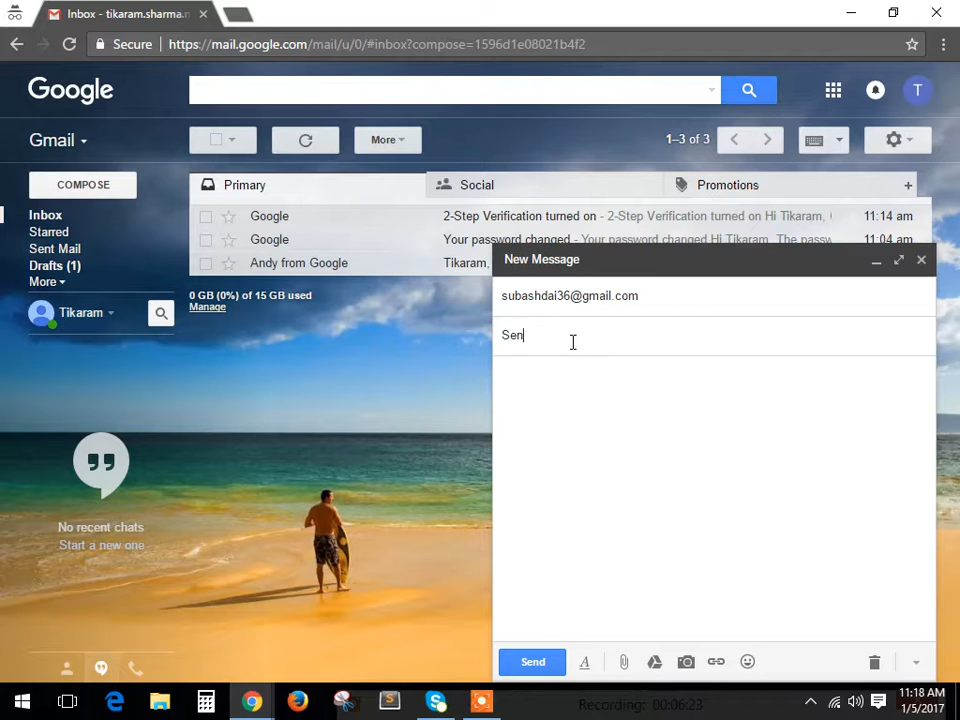 Inbox - tikaram.sharma.n
Secure https://mail.google.com/mail/u/0/#inbox?compose=1596d1e08021b4f2
Google
T
Gmail
More
1–3 of 3
COMPOSE
Primary
Social
Promotions
+
Inbox
Starred
Sent Mail
Drafts (1)
More
Google 2-Step Verification turned on - 2-Step Verification turned on Hi Tikaram, 11:14 am
Google Your password changed - Your password changed Hi Tikaram, The passw 11:04 am
Andy from Google Tikaram,
0 GB (0%) of 15 GB used
Manage
Tikaram
No recent chats
Start a new one
New Message
subashdai36@gmail.com
Sen
Send
A
Recording: 00:06:23
11:18 AM
1/5/2017